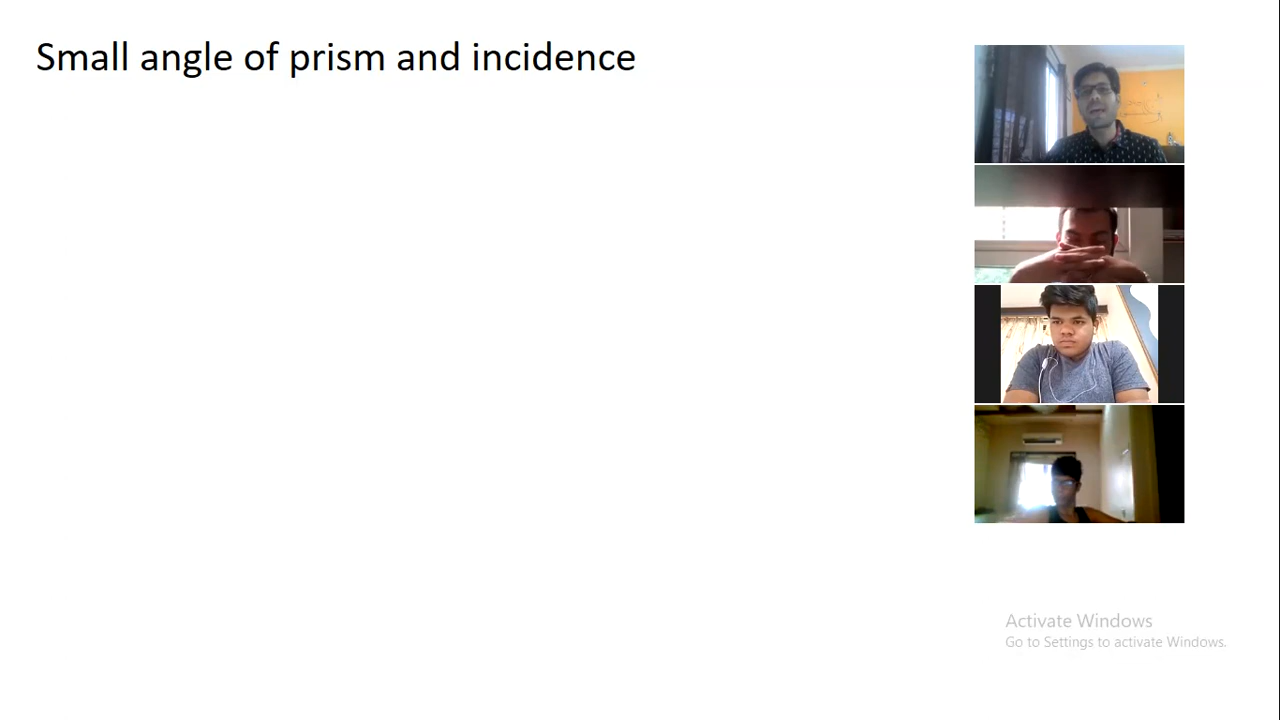 Small angle of prism and incidence
Activate Windows
Go to Settings to activate Windows.